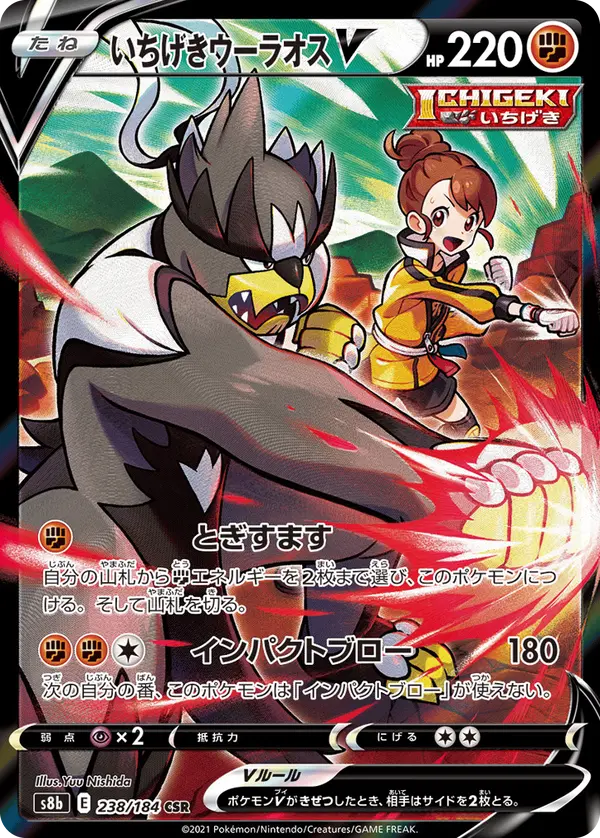 たね いちげきウーラオスV HP 220
ICHIGEKI
いちげき
とぎすます
自分の山札からエネルギーを2枚まで選び、このポケモンにつ
ける。そして山札を切る。
インパクトブロー 180
次の自分の番、このポケモンは「インパクトブロー」が使えない。
弱点 ×2 抵抗力 にげる
Illus. Yuu Nishida
Vルール
s8b E 238/184 CSR
ポケモンVがきぜつしたとき、相手はサイドを2枚とる。
©2021 Pokémon/Nintendo/Creatures/GAME FREAK.